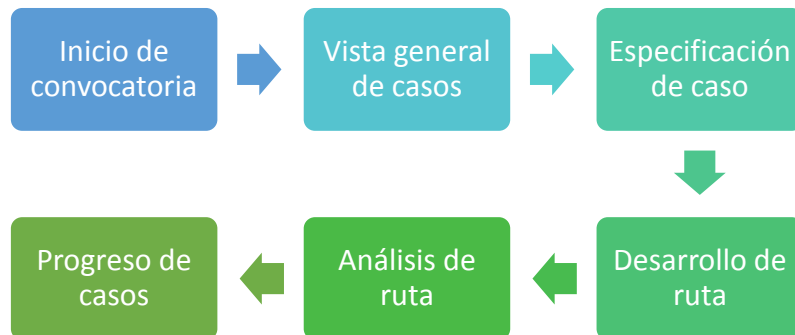 Inicio de
convocatoria
Vista general
de casos
Especificación
de caso
Desarrollo de
ruta
Análisis de
ruta
Progreso de
casos